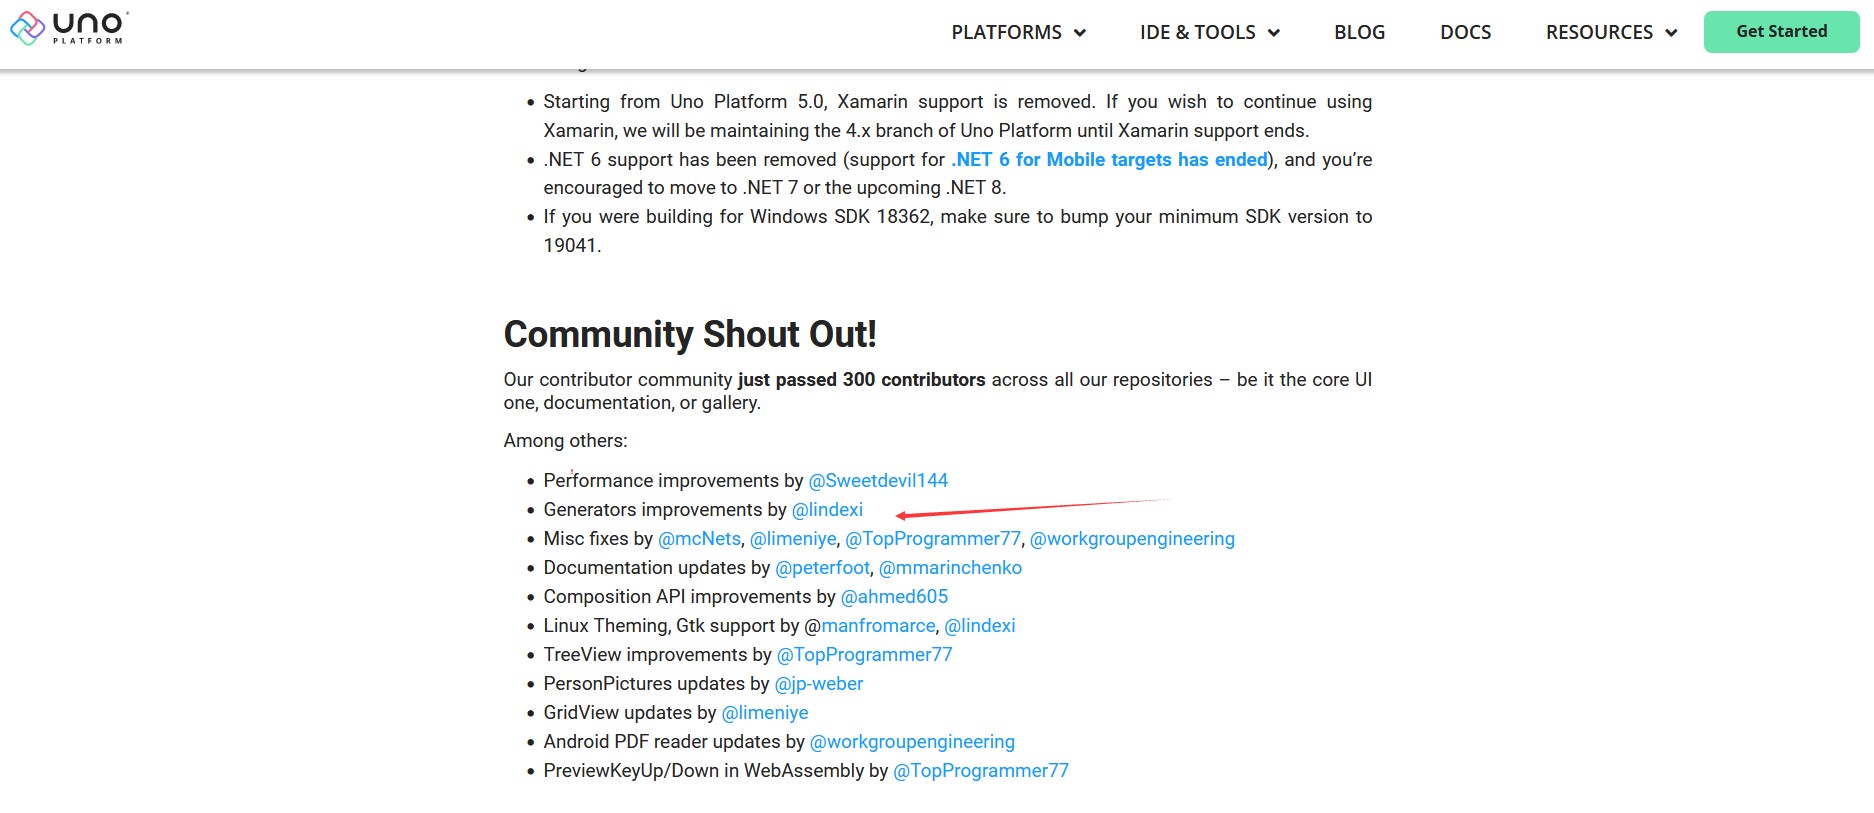 UNO
PLATFORM
PLATFORMS
IDE & TOOLS
BLOG
DOCS
RESOURCES
Get Started
Starting from Uno Platform 5.0, Xamarin support is removed. If you wish to continue using
Xamarin, we will be maintaining the 4.x branch of Uno Platform until Xamarin support ends.
.NET 6 support has been removed (support for .NET 6 for Mobile targets has ended), and you’re
encouraged to move to .NET 7 or the upcoming .NET 8.
If you were building for Windows SDK 18362, make sure to bump your minimum SDK version to
19041.
Community Shout Out!
Our contributor community just passed 300 contributors across all our repositories – be it the core UI
one, documentation, or gallery.
Among others:
Performance improvements by @Sweetdevil144
Generators improvements by @lindexi
Misc fixes by @mcNets, @limeniye, @TopProgrammer77, @workgroupengineering
Documentation updates by @peterfoot, @mmarinchenko
Composition API improvements by @ahmed605
Linux Theming, Gtk support by @manfromarce, @lindexi
TreeView improvements by @TopProgrammer77
PersonPictures updates by @jp-weber
GridView updates by @limeniye
Android PDF reader updates by @workgroupengineering
PreviewKeyUp/Down in WebAssembly by @TopProgrammer77